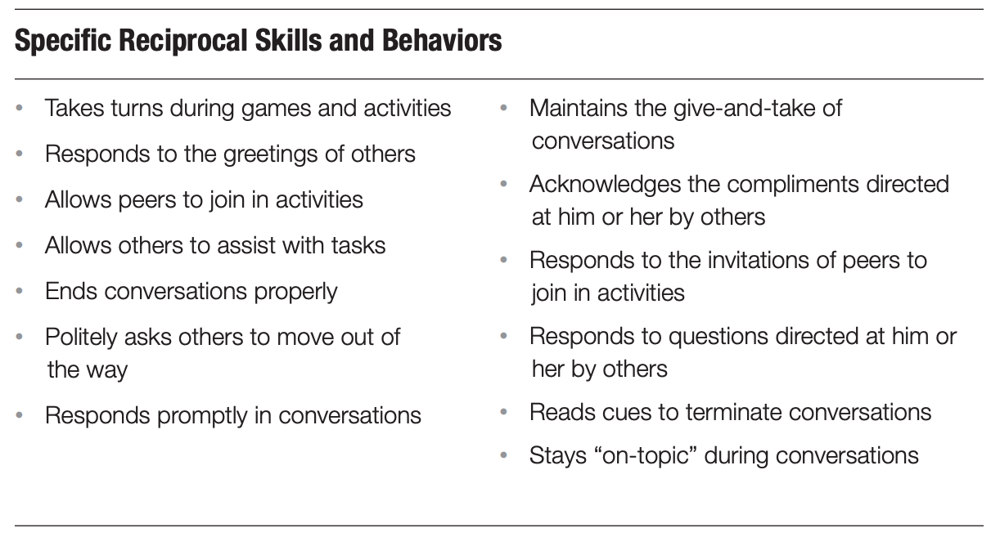 Specific Reciprocal Skills and Behaviors
• Takes turns during games and activities
• Responds to the greetings of others
• Allows peers to join in activities
• Allows others to assist with tasks
• Ends conversations properly
• Politely asks others to move out of
the way
• Responds promptly in conversations
• Maintains the give-and-take of
conversations
• Acknowledges the compliments directed
at him or her by others
• Responds to the invitations of peers to
join in activities
• Responds to questions directed at him or
her by others
• Reads cues to terminate conversations
• Stays “on-topic” during conversations